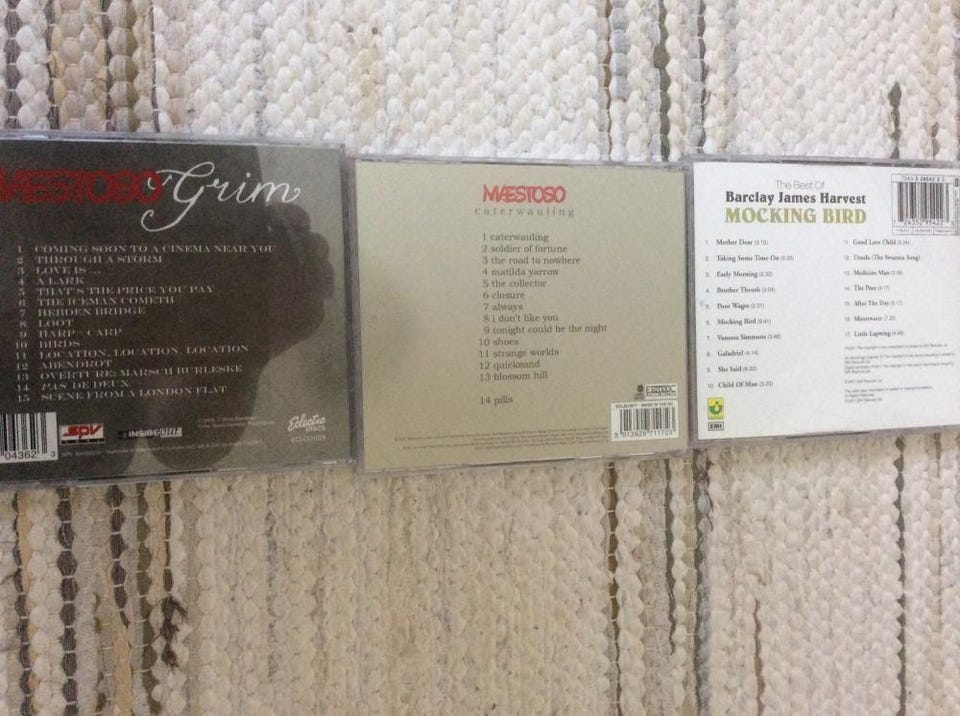 MAESTOSO Grim
1 COMING SOON TO A CINEMA NEAR YOU
2 THROUGH A STORM
3 LOVE IS ...
4 A LARK
5 THAT'S THE PRICE YOU PAY
6 THE ICEMAN COMETH
7 HEBDEN BRIDGE
8 LOOT
9 HARP ~ CARP
10 BIRDS
11 LOCATION, LOCATION, LOCATION
12 ABENDROT
13 OVERTURE: MARSCH BURLESKE
14 PAS DE DEUX
15 SCENE FROM A LONDON FLAT
SPV
INSIDEOUT
Eclectic
Discs
04362 3
MÆSTOSO
caterwauling
1 caterwauling
2 soldier of fortune
3 the road to nowhere
4 matilda yarrow
5 the collector
6 closure
7 always
8 i don't like you
9 tonight could be the night
10 shoes
11 strange worlds
12 quicksand
13 blossom hill
14 pills
5 013929 711723
The Best Of
Barclay James Harvest
MOCKING BIRD
1. Mother Dear
2. Taking Some Time On
3. Early Morning
4. Brother Thrush
5. Poor Wages
6. Mocking Bird
7. Vanessa Simmons
8. Galadriel
9. She Said
10. Child Of Man
11. Good Love Child
12. Ursula (The Swansea Song)
13. Medicine Man
14. The Poet
15. After The Day
16. Moonwater
17. Little Lapwing
EMI